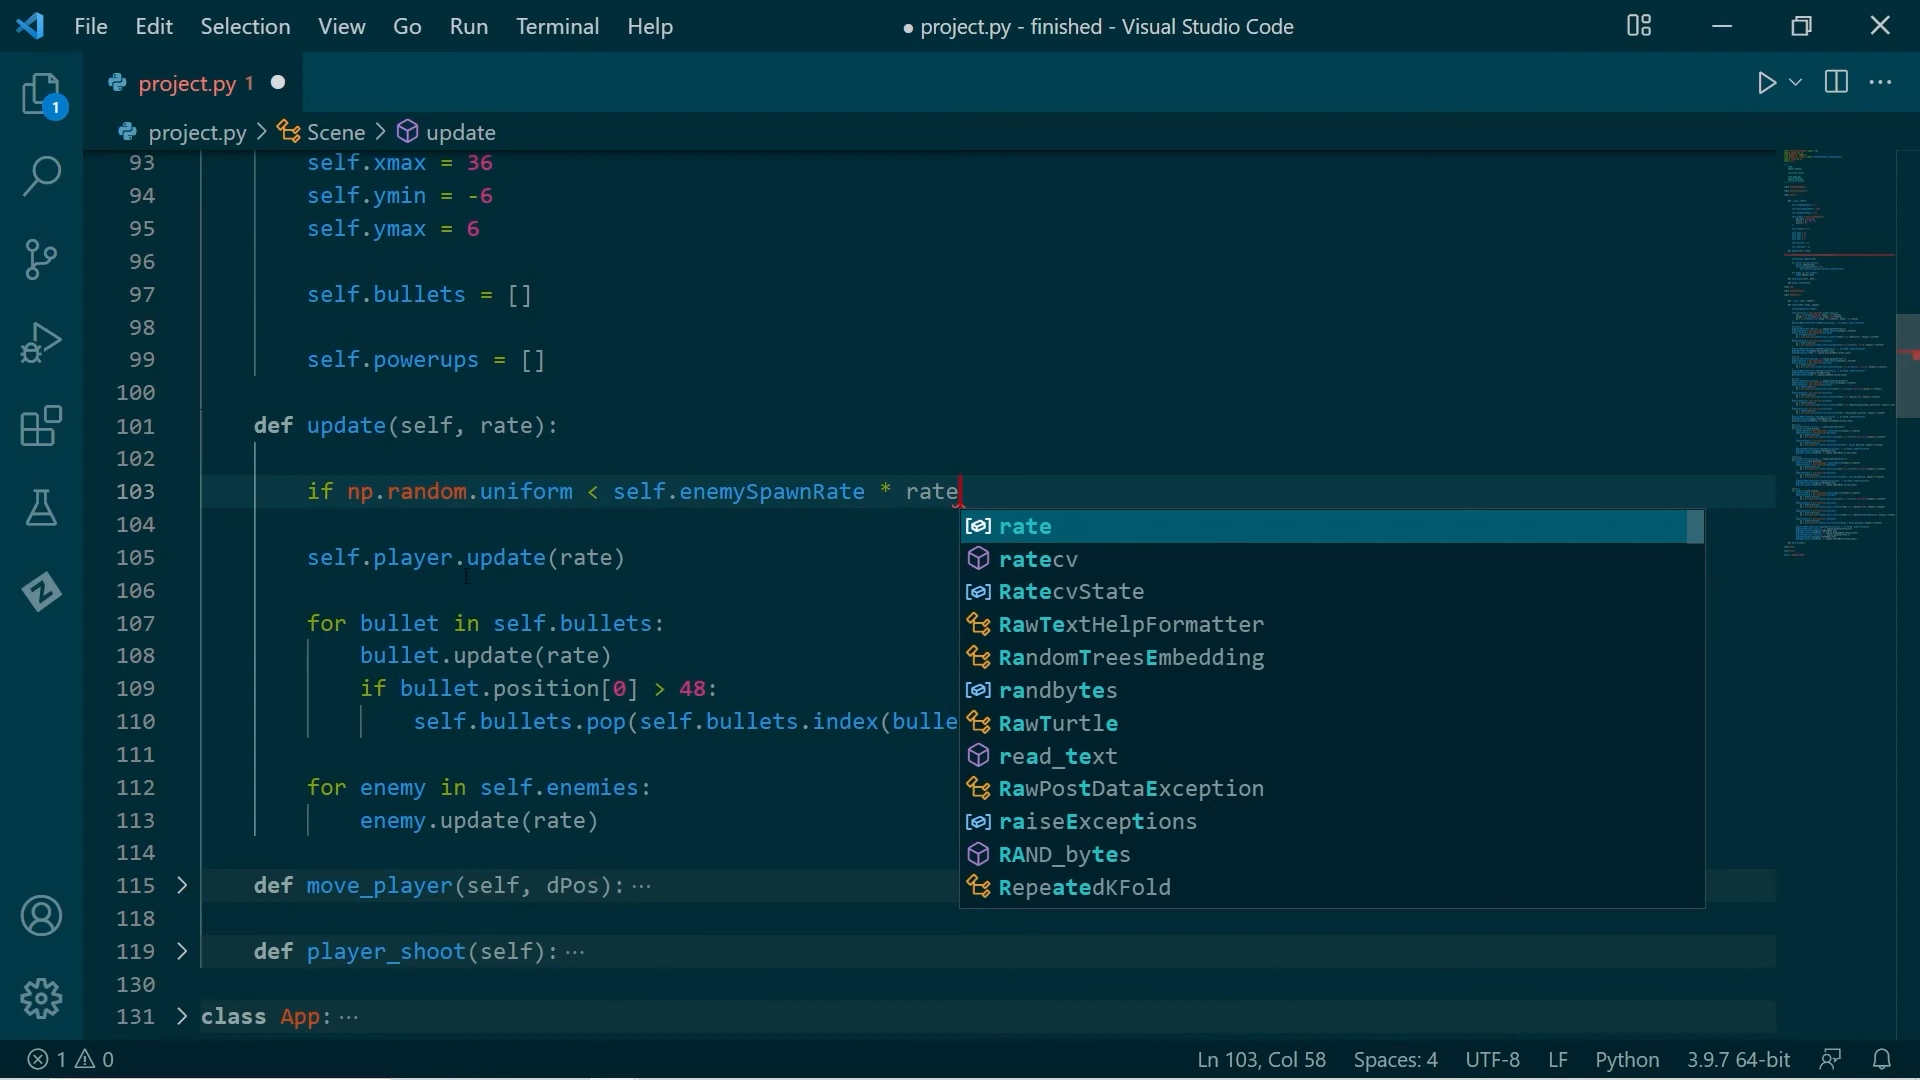 File Edit Selection View Go Run Terminal Help ● project.py - finished - Visual Studio Code
project.py 1
1
project.py > Scene > update
93 self.xmax = 36
94 self.ymin = -6
95 self.ymax = 6
96
97 self.bullets = []
98
99 self.powerups = []
100
101 def update(self, rate):
102
103 if np.random.uniform < self.enemySpawnRate * rate
104
105 self.player.update(rate)
106
107 for bullet in self.bullets:
108 bullet.update(rate)
109 if bullet.position[0] > 48:
110 self.bullets.pop(self.bullets.index(bulle
111
112 for enemy in self.enemies:
113 enemy.update(rate)
114
115 def move_player(self, dPos):···
118
119 def player_shoot(self):···
130
131 class App:···
rate
ratecv
RatecvState
RawTextHelpFormatter
RandomTreesEmbedding
randbytes
RawTurtle
read_text
RawPostDataException
raiseExceptions
RAND_bytes
RepeatedKFold
1 0 Ln 103, Col 58 Spaces: 4 UTF-8 LF Python 3.9.7 64-bit